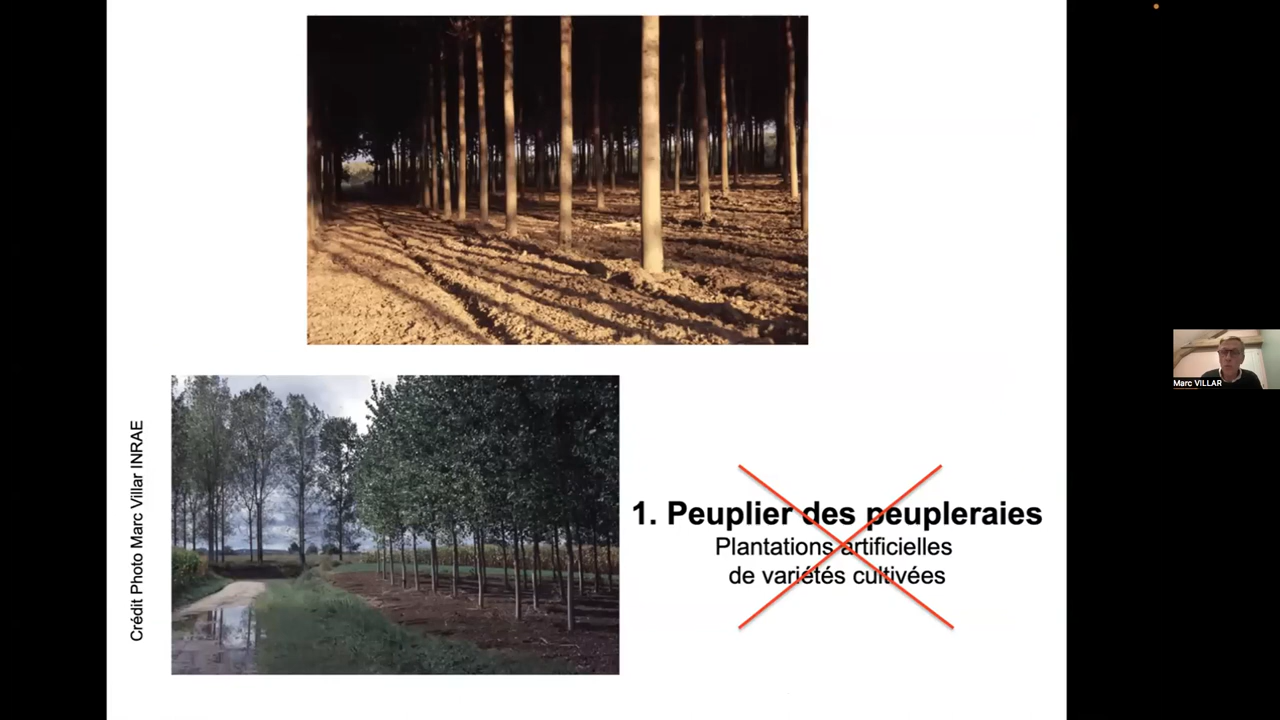 Crédit Photo Marc Villar INRAE
1. Peuplier des peupleraies
Plantations artificielles
de variétés cultivées
Marc VILLAR